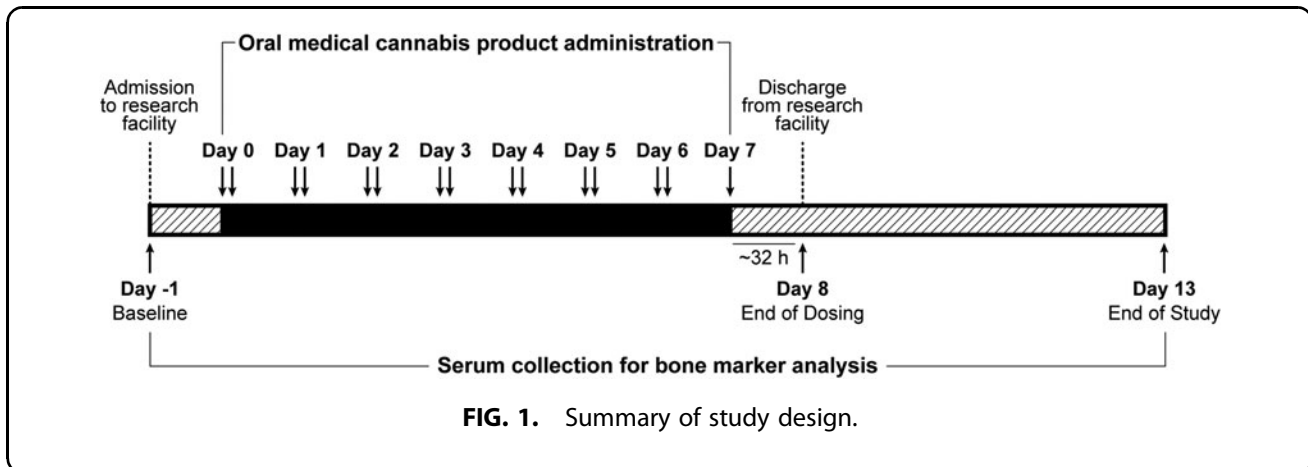 Oral medical cannabis product administration
Admission
to research
facility
Discharge
from research
facility
Day 0 Day 1 Day 2 Day 3 Day 4 Day 5 Day 6 Day 7
~32 h
Day -1
Baseline
Day 8
End of Dosing
Day 13
End of Study
Serum collection for bone marker analysis
FIG. 1. Summary of study design.